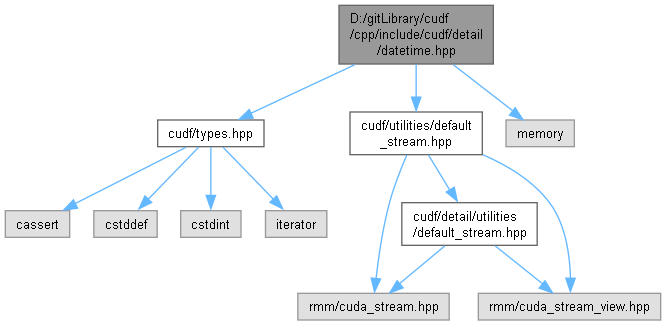 D:/gitLibrary/cudf
/cpp/include/cudf/detail
/datetime.hpp
cudf/types.hpp
cudf/utilities/default
_stream.hpp
memory
cassert
cstddef
cstdint
iterator
cudf/detail/utilities
/default_stream.hpp
rmm/cuda_stream.hpp
rmm/cuda_stream_view.hpp